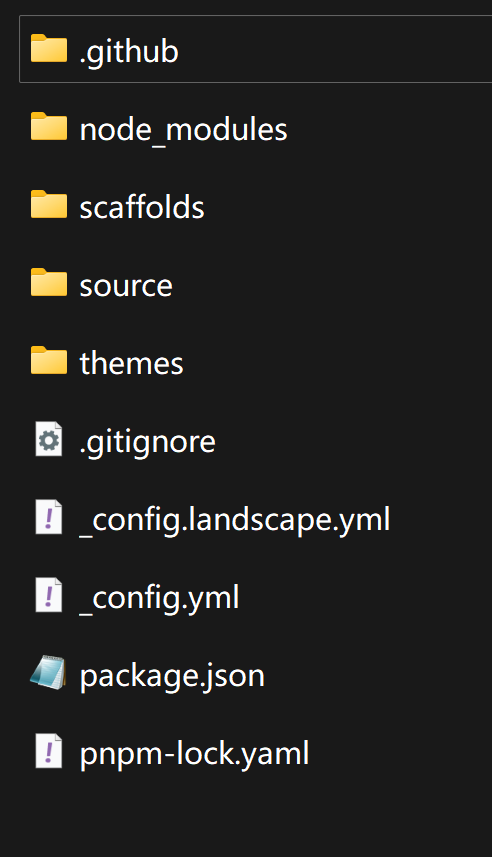 .github
node_modules
scaffolds
source
themes
.gitignore
_config.landscape.yml
_config.yml
package.json
pnpm-lock.yaml